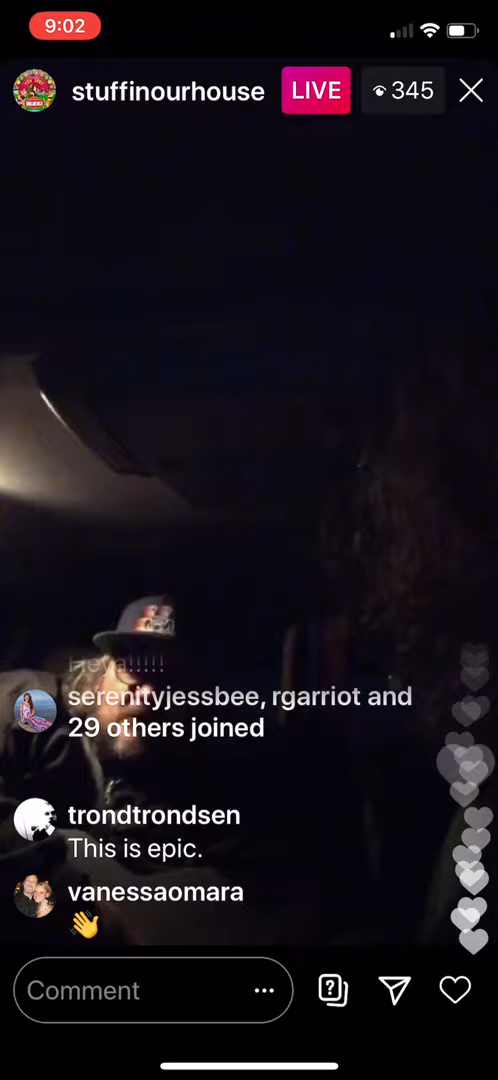 9:02
stuffinourhouse LIVE 345
Heya!!!!!
serenityjessbee, rgarriot and
29 others joined
trondtrondsen
This is epic.
vanessaomara
👋
Comment